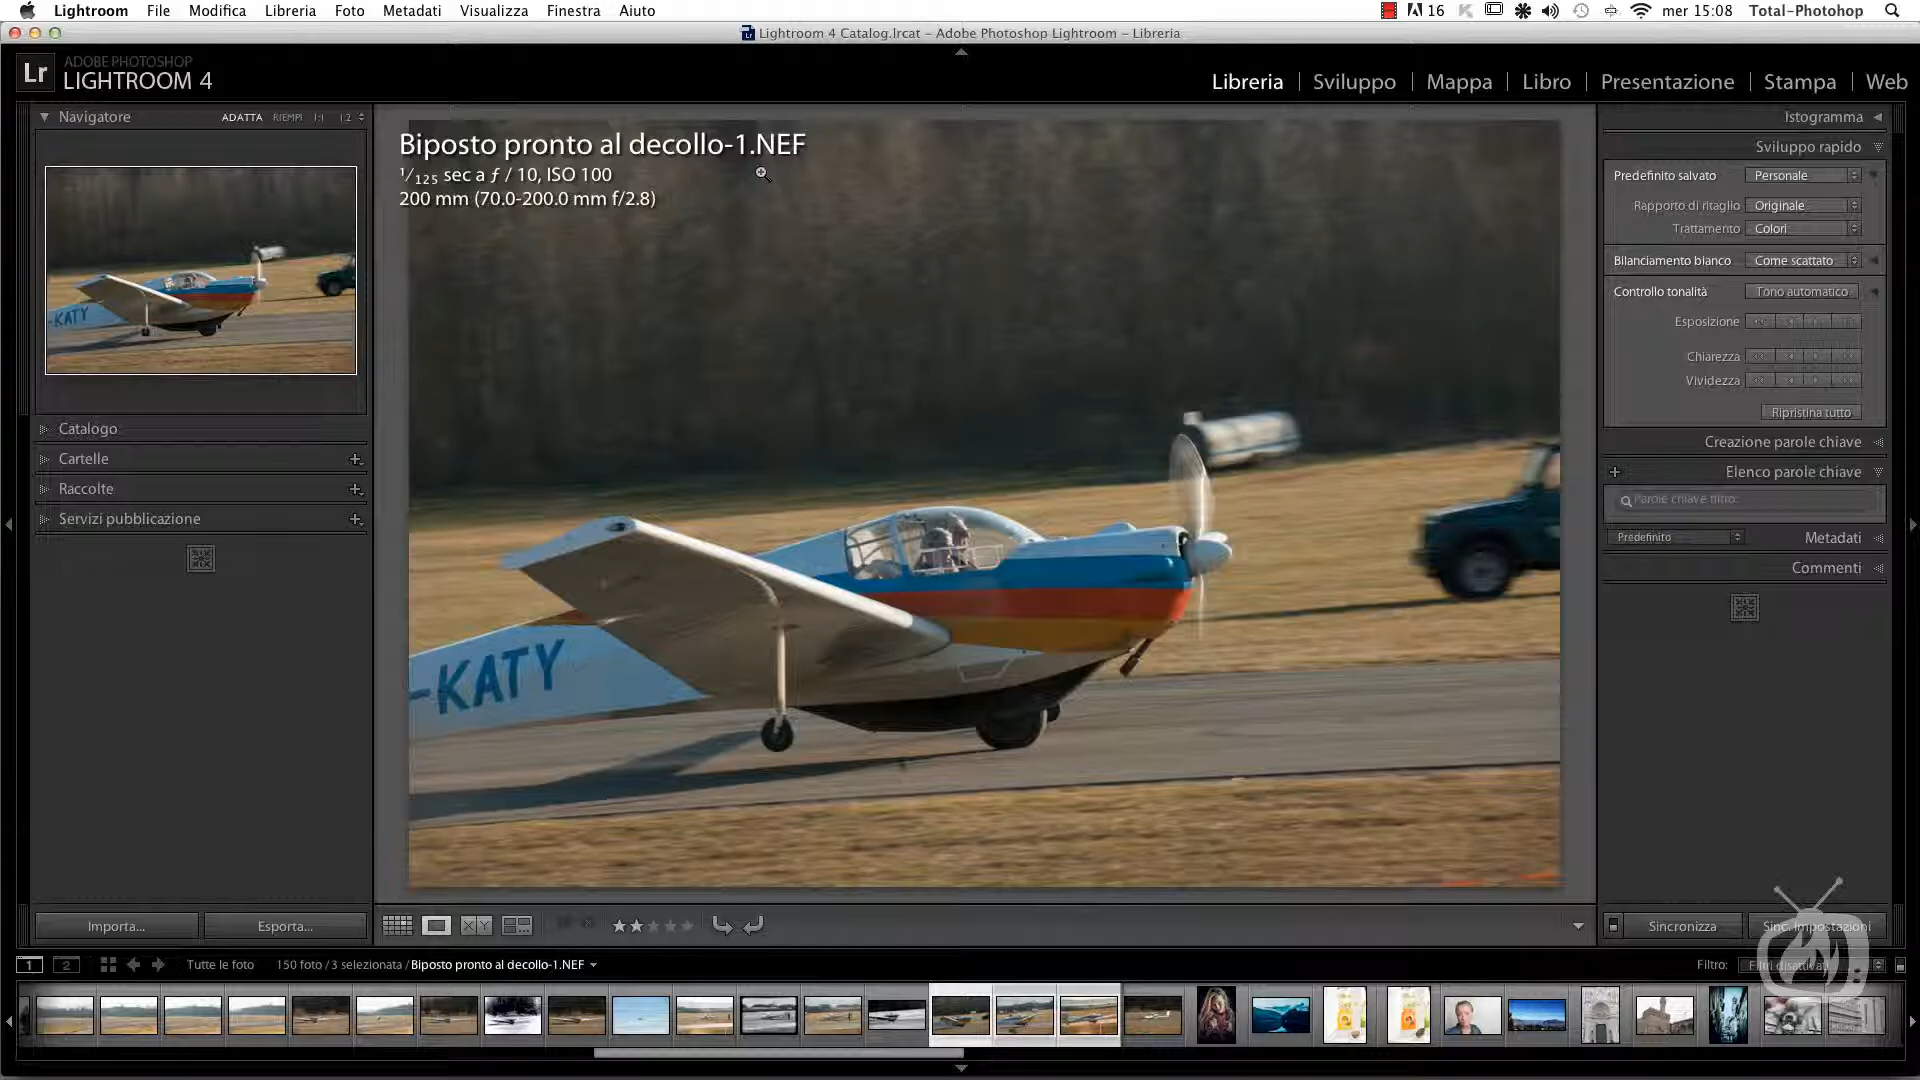 Lightroom File Modifica Libreria Foto Metadati Visualizza Finestra Aiuto 16 mer 15:08 Total-Photohop
Lightroom 4 Catalog.lrcat – Adobe Photoshop Lightroom – Libreria
Lr ADOBE PHOTOSHOP
LIGHTROOM 4
Libreria | Sviluppo | Mappa | Libro | Presentazione | Stampa | Web
Navigatore ADATTA RIEMPI 1:1 1:2
Catalogo
Cartelle
Raccolte
Servizi pubblicazione
Importa... Esporta...
Biposto pronto al decollo-1.NEF
1/125 sec a ƒ / 10, ISO 100
200 mm (70.0-200.0 mm f/2.8)
-KATY
XY
Istogramma
Sviluppo rapido
Predefinito salvato Personale
Rapporto di ritaglio Originale
Trattamento Colori
Bilanciamento bianco Come scattato
Controllo tonalità Tono automatico
Esposizione
Chiarezza
Vividezza
Ripristina tutto
Creazione parole chiave
Elenco parole chiave
Parole chiave filtro
Predefinito Metadati
Commenti
Sincronizza Sinc. impostazioni
1 2 Tutte le foto 150 foto /3 selezionata /Biposto pronto al decollo-1.NEF Filtro: Filtri disattivati